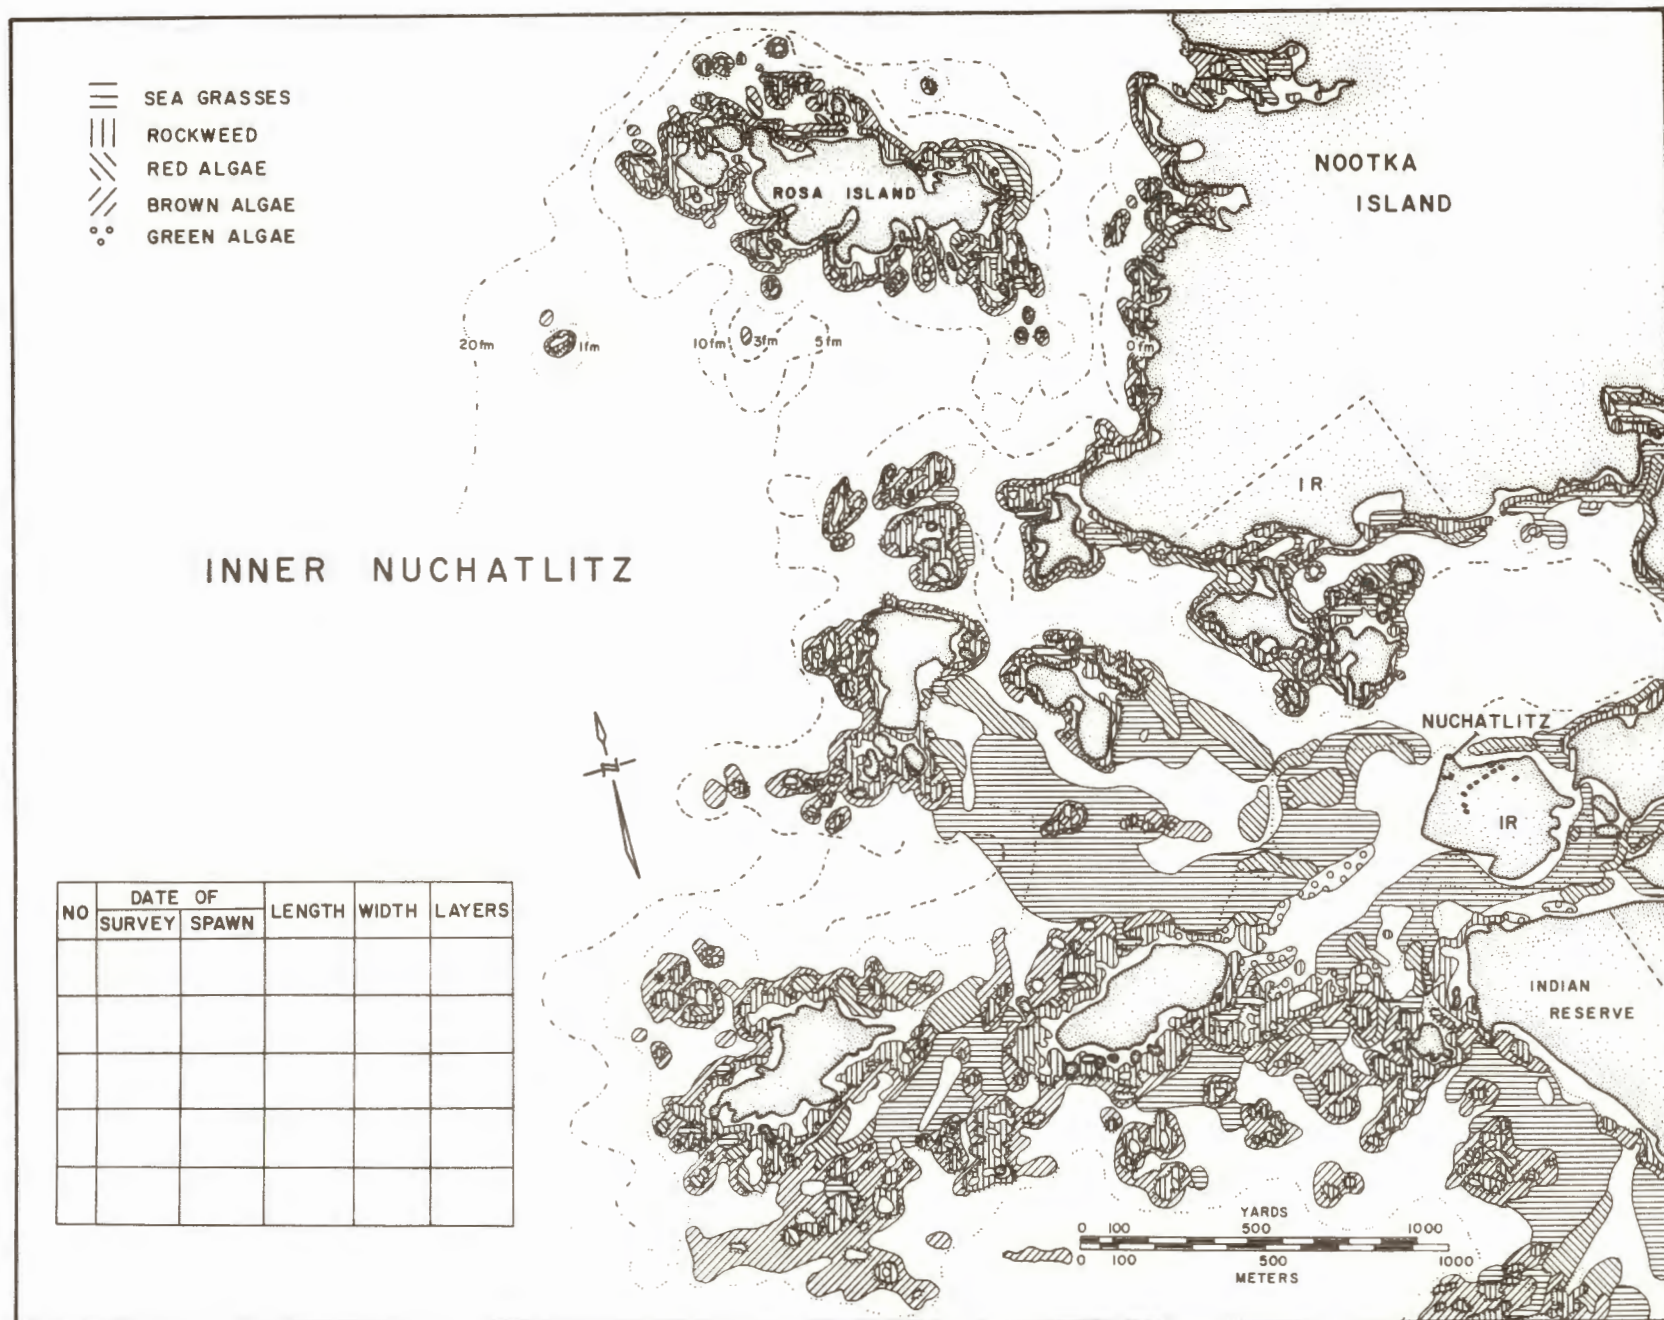 SEA GRASSES
ROCKWEED
RED ALGAE
BROWN ALGAE
GREEN ALGAE
NOOTKA
ISLAND
ROSA ISLAND
20fm
1fm
10fm
3fm
5fm
0fm
IR
INNER NUCHATLITZ
NUCHATLITZ
IR
N
NO
DATE OF
SURVEY
SPAWN
LENGTH
WIDTH
LAYERS
INDIAN
RESERVE
YARDS
0 100 500 1000
0 100 500 1000
METERS